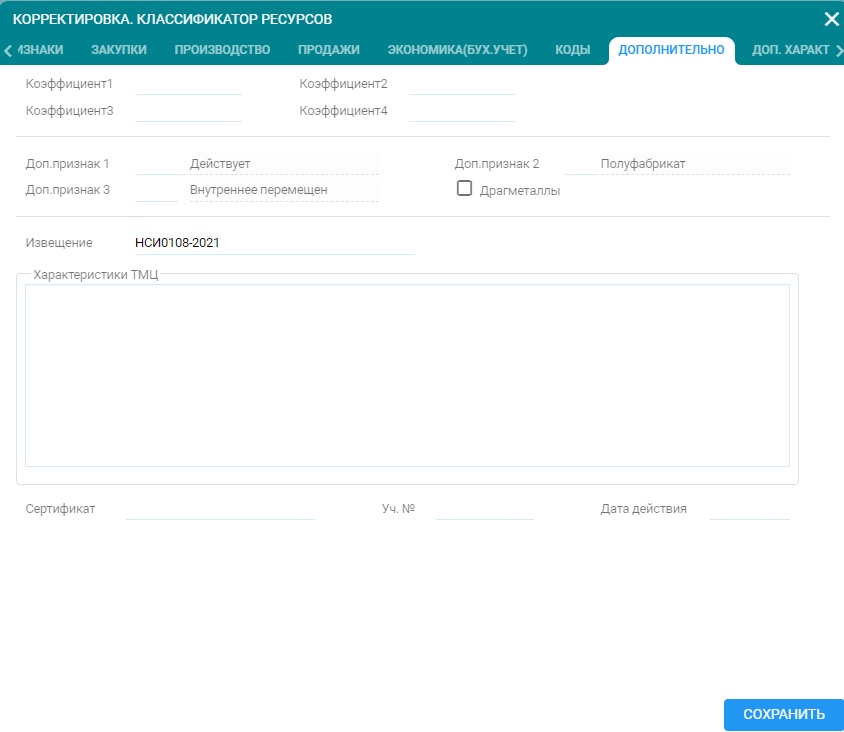 КОРРЕКТИРОВКА. КЛАССИФИКАТОР РЕСУРСОВ
ИЗНАКИ ЗАКУПКИ ПРОИЗВОДСТВО ПРОДАЖИ ЭКОНОМИКА(БУХ.УЧЕТ) КОДЫ ДОПОЛНИТЕЛЬНО ДОП. ХАРАКТ
Коэффициент1 Коэффициент2
Коэффициент3 Коэффициент4
Доп.признак 1 Действует Доп.признак 2 Полуфабрикат
Доп.признак 3 Внутреннее перемещен Драгметаллы
Извещение НСИ0108-2021
Характеристики ТМЦ
Сертификат Уч. № Дата действия
СОХРАНИТЬ